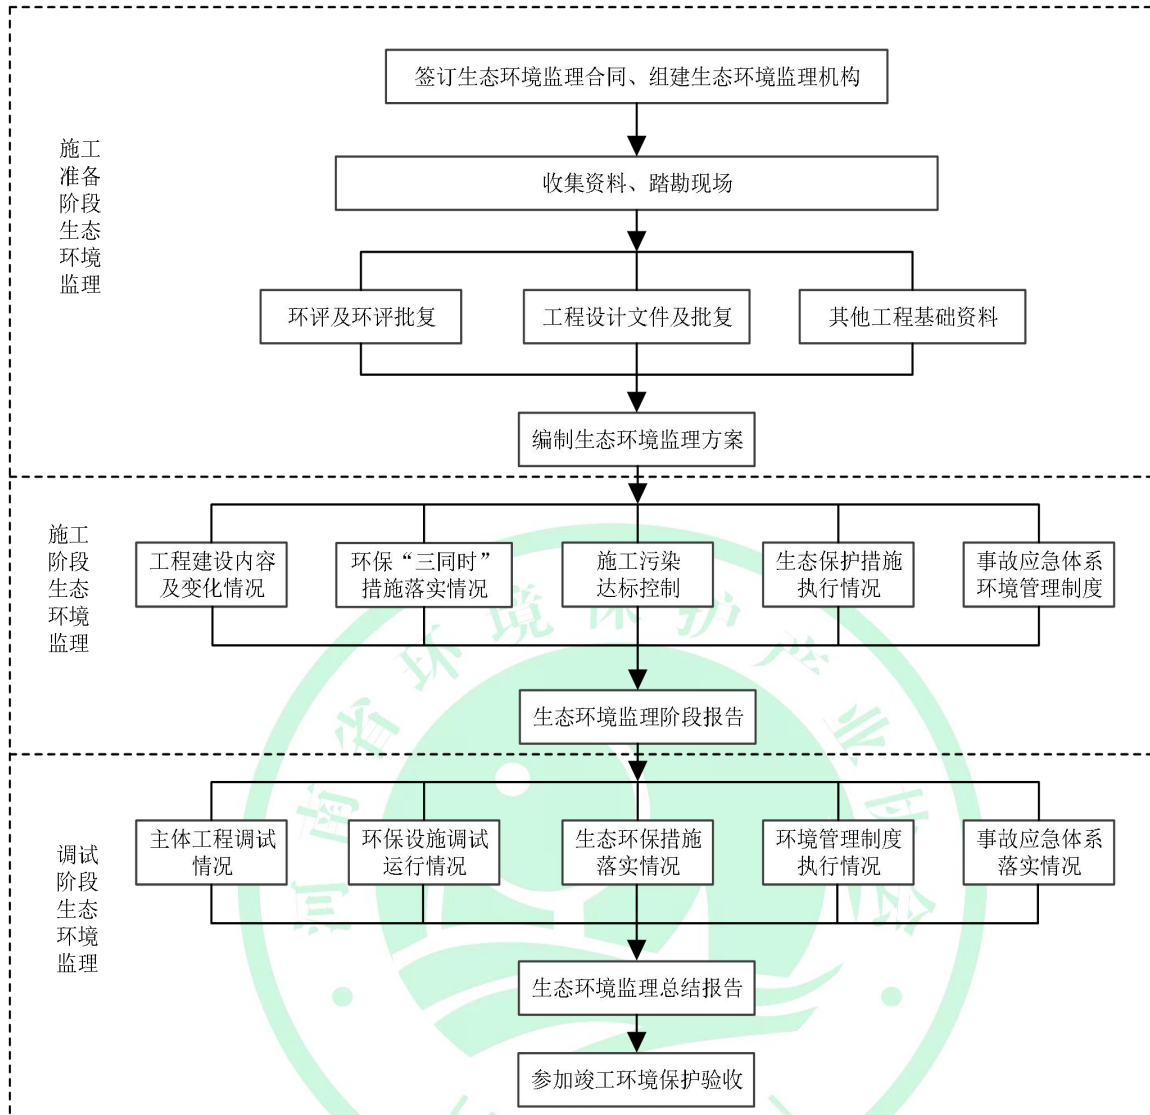 签订生态环境监理合同、组建生态环境监理机构
施工
准备
阶段
生态
环境
监理
收集资料、踏勘现场
环评及环评批复
工程设计文件及批复
其他工程基础资料
编制生态环境监理方案
施工
阶段
生态
环境
监理
工程建设内容
及变化情况
环保“三同时”
措施落实情况
施工污染
达标控制
生态保护措施
执行情况
事故应急体系
环境管理制度
生态环境监理阶段报告
调试
阶段
生态
环境
监理
主体工程调试
情况
环保设施调试
运行情况
生态环保措施
落实情况
环境管理制度
执行情况
事故应急体系
落实情况
生态环境监理总结报告
参加竣工环境保护验收
河南省环境保护产业协会